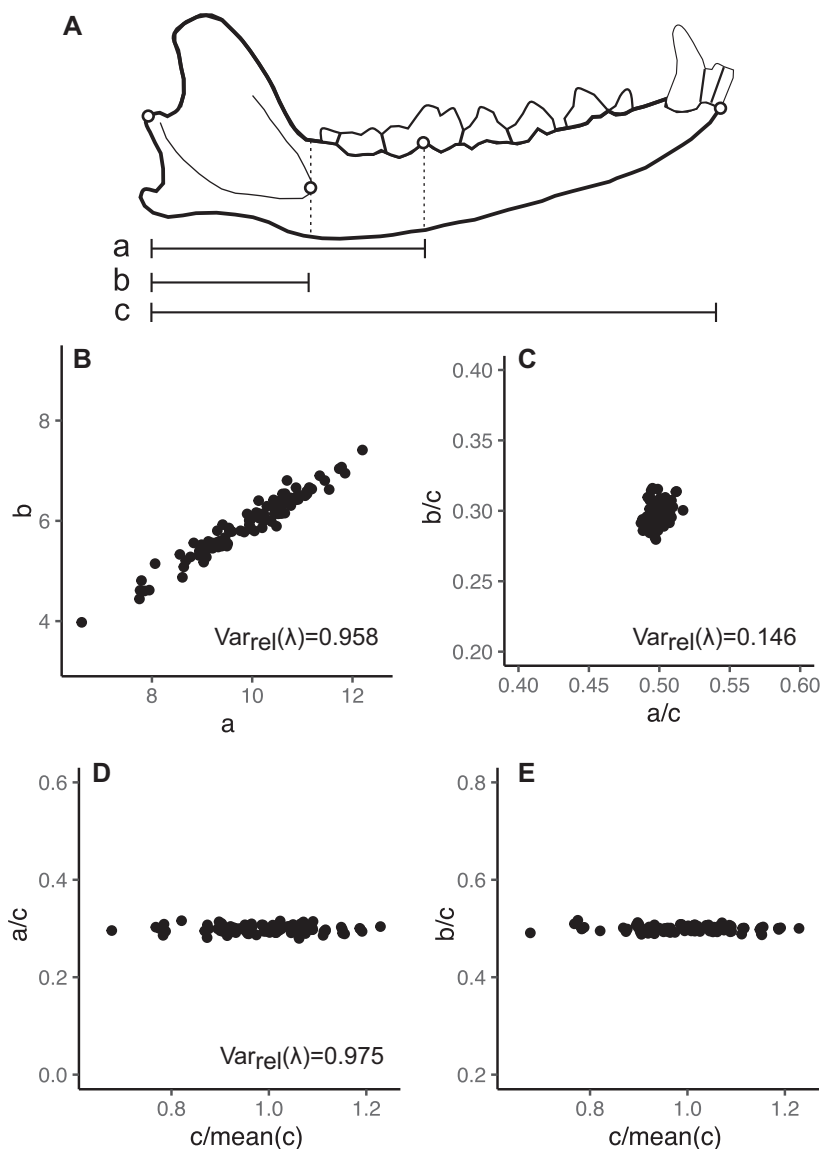 A
a
b
c
B
8
6
4
b
Varrel(λ)=0.958
8 10 12
a
C
0.40
0.35
0.30
0.25
0.20
b/c
Varrel(λ)=0.146
0.40 0.45 0.50 0.55 0.60
a/c
D
0.6
0.4
0.2
0.0
a/c
Varrel(λ)=0.975
0.8 1.0 1.2
c/mean(c)
E
0.8
0.6
0.4
0.2
b/c
0.8 1.0 1.2
c/mean(c)